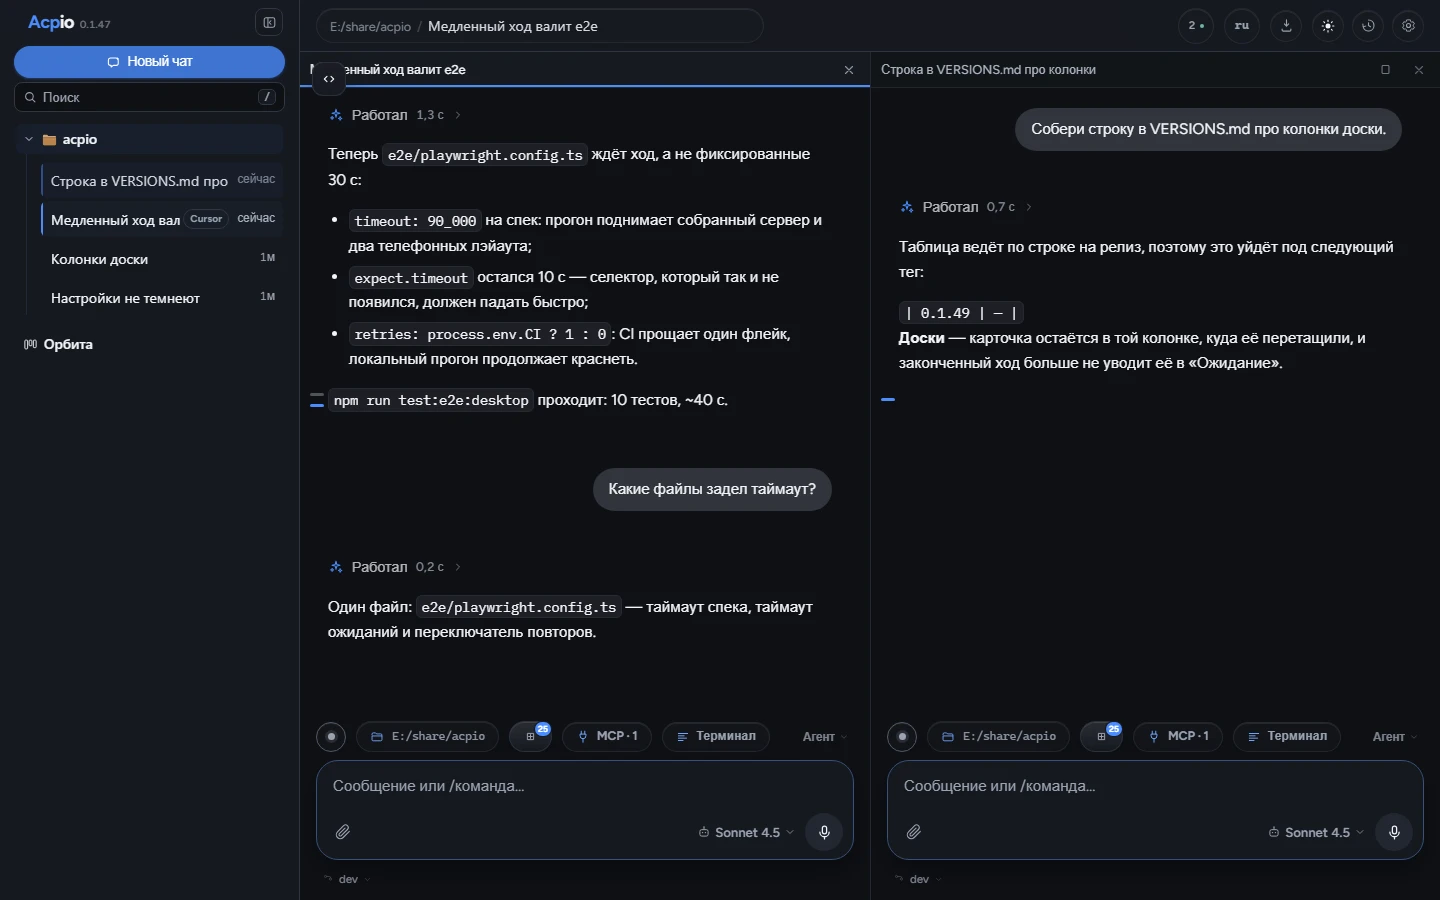 Acpio 0.1.47
Новый чат
Поиск /
acpio
Строка в VERSIONS.md про сейчас
Медленный ход вал Cursor сейчас
Колонки доски 1м
Настройки не темнеют 1м
Орбита
E:/share/acpio / Медленный ход валит e2e
2 ru
енный ход валит e2e
Работал 1,3 с
Теперь e2e/playwright.config.ts ждёт ход, а не фиксированные
30 с:
• timeout: 90_000 на спек: прогон поднимает собранный сервер и
два телефонных лэйаута;
• expect.timeout остался 10 с — селектор, который так и не
появился, должен падать быстро;
• retries: process.env.CI ? 1 : 0: CI прощает один флейк,
локальный прогон продолжает краснеть.
npm run test:e2e:desktop проходит: 10 тестов, ~40 с.
Какие файлы задел таймаут?
Работал 0,2 с
Один файл: e2e/playwright.config.ts — таймаут спека, таймаут
ожиданий и переключатель повторов.
E:/share/acpio 25 MCP·1 Терминал Агент
Сообщение или /команда...
Sonnet 4.5
dev
Строка в VERSIONS.md про колонки
Собери строку в VERSIONS.md про колонки доски.
Работал 0,7 с
Таблица ведёт по строке на релиз, поэтому это уйдёт под следующий
тег:
| 0.1.49 | — |
Доски — карточка остаётся в той колонке, куда её перетащили, и
законченный ход больше не уводит её в «Ожидание».
E:/share/acpio 25 MCP·1 Терминал Агент
Сообщение или /команда...
Sonnet 4.5
dev